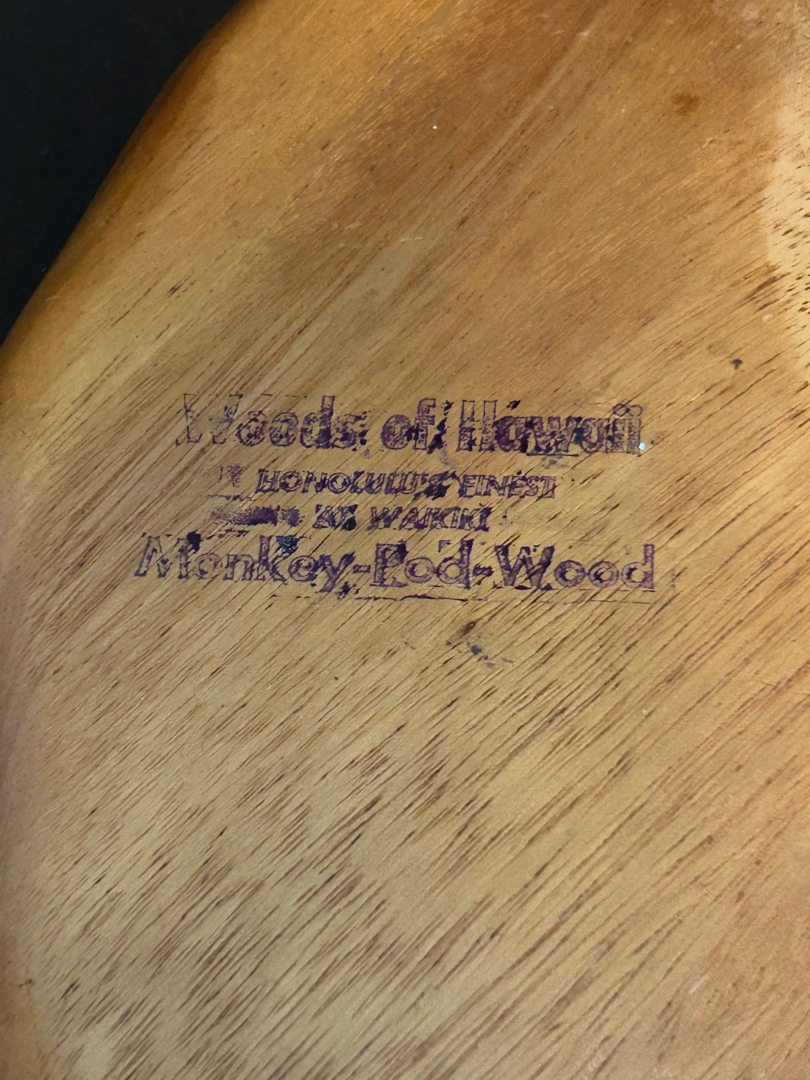 Woods of Hawaii
HONOLULU'S FINEST
AT WAIKIKI
Monkey-Pod-Wood